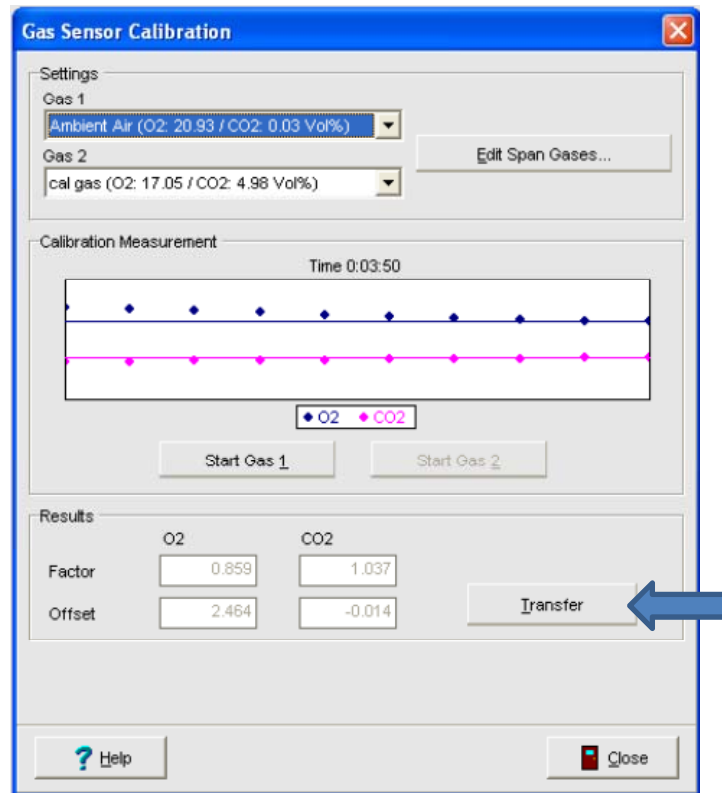 Gas Sensor Calibration
Settings
Gas 1
Ambient Air (O2: 20.93 / CO2: 0.03 Vol%)
Edit Span Gases...
Gas 2
cal gas (O2: 17.05 / CO2: 4.98 Vol%)
Calibration Measurement
Time 0:03:50
O2 CO2
Start Gas 1 Start Gas 2
Results
O2 CO2
Factor 0.859 1.037
Offset 2.464 -0.014
Transfer
? Help Close